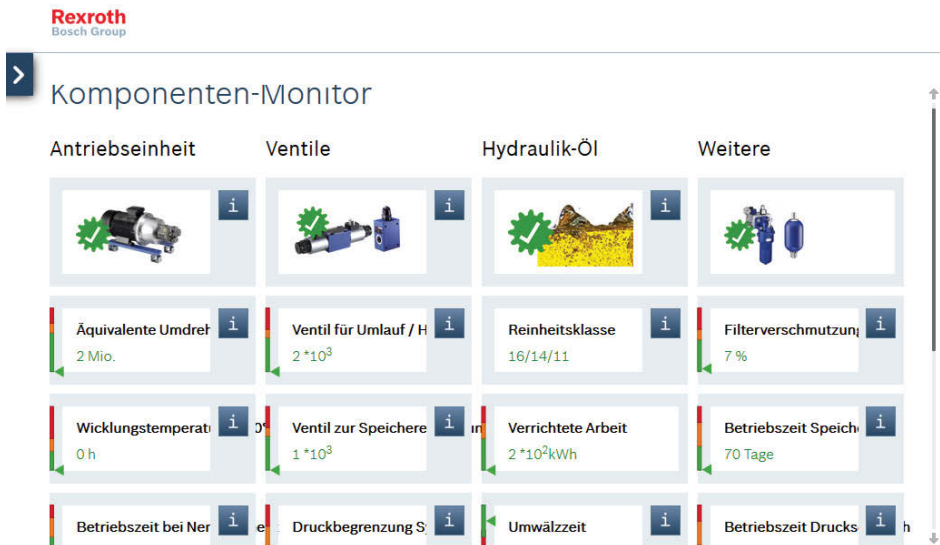 Rexroth
Bosch Group
Komponenten-Monitor
Antriebseinheit
Ventile
Hydraulik-Öl
Weitere
i
i
i
Äquivalente Umdreh
i
2 Mio.
Ventil für Umlauf / H
i
2 *10³
Reinheitsklasse
i
16/14/11
Filterverschmutzung
i
7 %
Wicklungstemperat
i
0 h
Ventil zur Speichere
i
1 *10³
Verrichtete Arbeit
2 *10²kWh
Betriebszeit Speich
i
70 Tage
Betriebszeit bei Nen
i
Druckbegrenzung S
i
Umwälzzeit
i
Betriebszeit Drucks
i